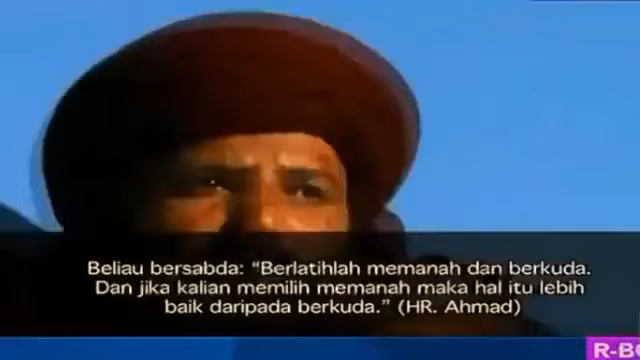 Beliau bersabda: "Berlatihlah memanah dan berkuda.
Dan jika kalian memilih memanah maka hal itu lebih
baik daripada berkuda." (HR. Ahmad)